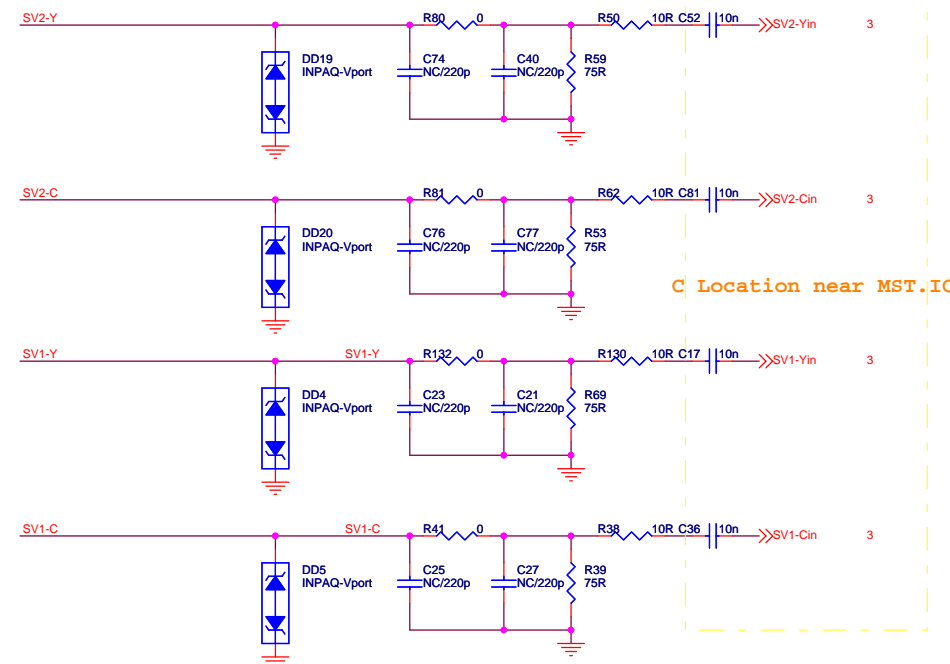 SV2-Y R80 0 R50 10R C52 10n SV2-Yin 3
DD19 C74 C40 R59
INPAQ-Vport NC/220p NC/220p 75R
SV2-C R81 0 R62 10R C81 10n SV2-Cin 3
DD20 C76 C77 R53
INPAQ-Vport NC/220p NC/220p 75R
C Location near MST.IC
SV1-Y SV1-Y R132 0 R130 10R C17 10n SV1-Yin 3
DD4 C23 C21 R69
INPAQ-Vport NC/220p NC/220p 75R
SV1-C SV1-C R41 0 R38 10R C36 10n SV1-Cin 3
DD5 C25 C27 R39
INPAQ-Vport NC/220p NC/220p 75R